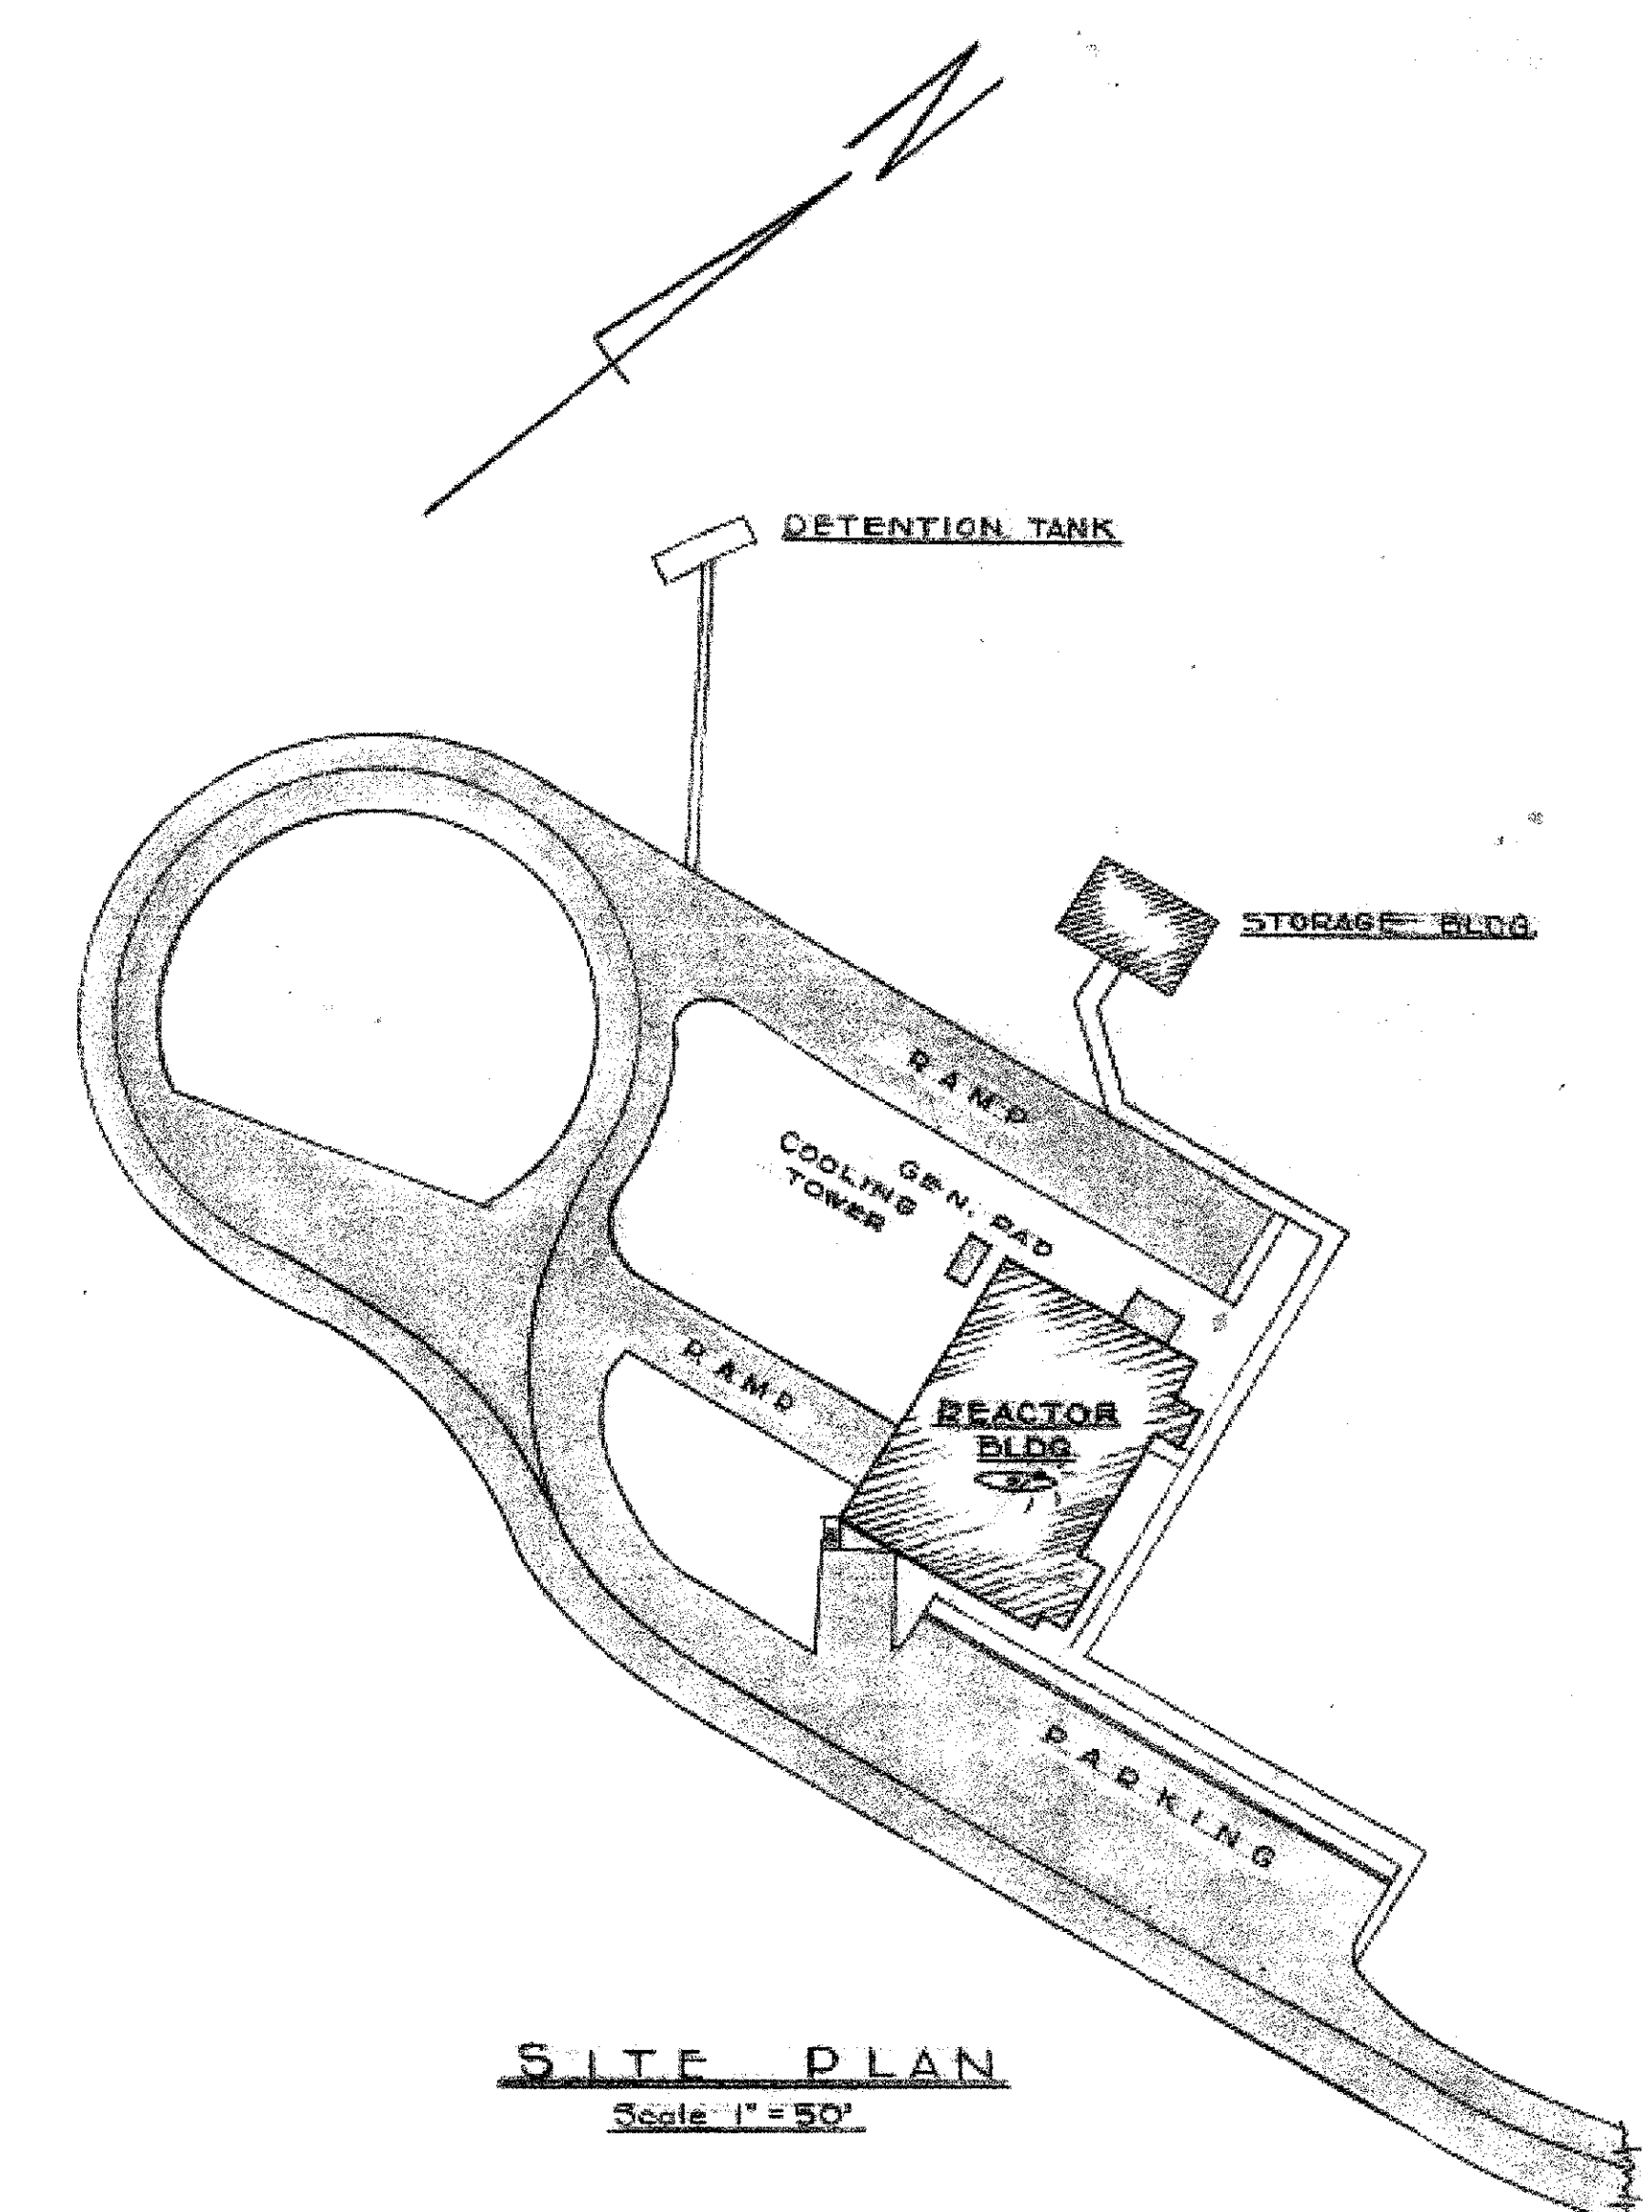 N
DETENTION TANK
STORAGE BLDG.
RAMP
COOLING
TOWER
GEN. PAD
RAMP
REACTOR
BLDG.
PARKING
SITE PLAN
Scale 1" = 50'